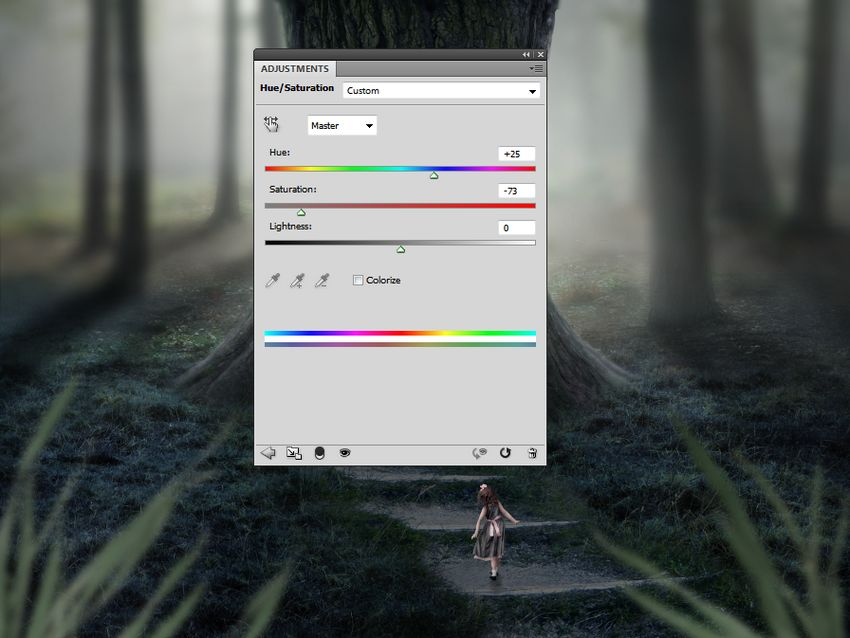 ADJUSTMENTS
Hue/Saturation Custom
Master
Hue: +25
Saturation: -73
Lightness: 0
Colorize